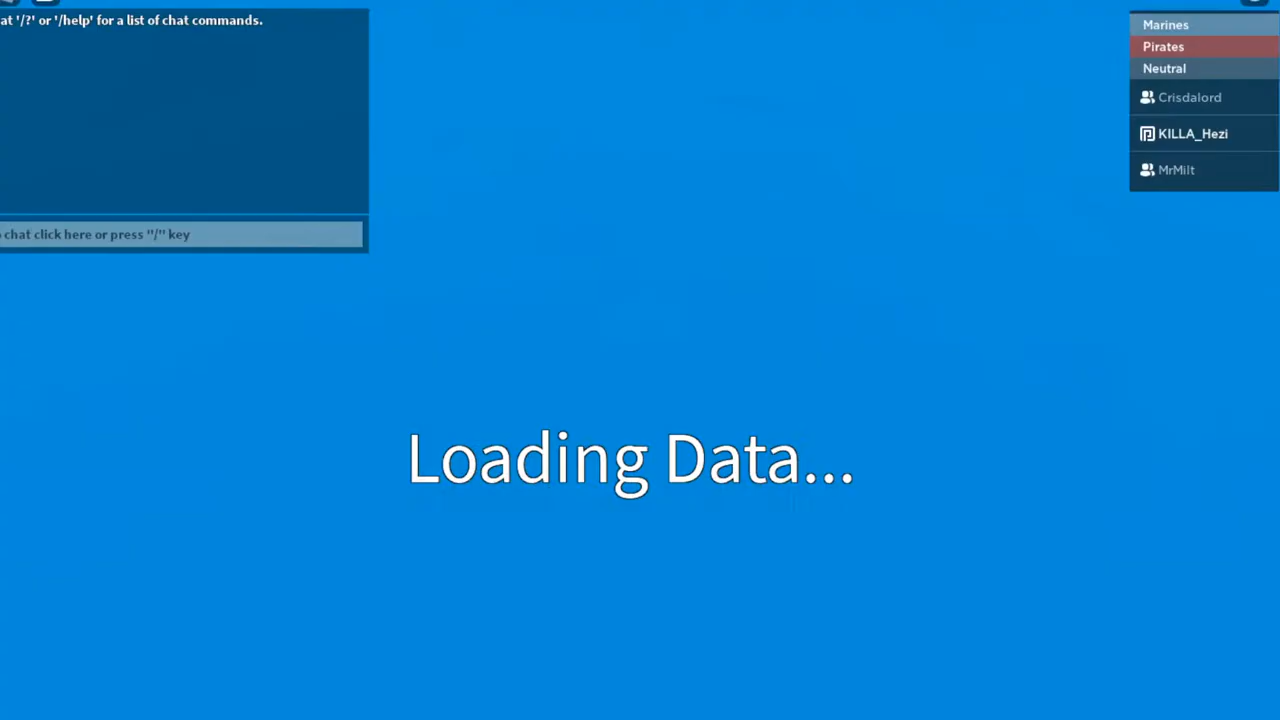 at '/?' or '/help' for a list of chat commands.
chat click here or press "/" key
Marines
Pirates
Neutral
Crisdalord
KILLA_Hezi
MrMilt
Loading Data...